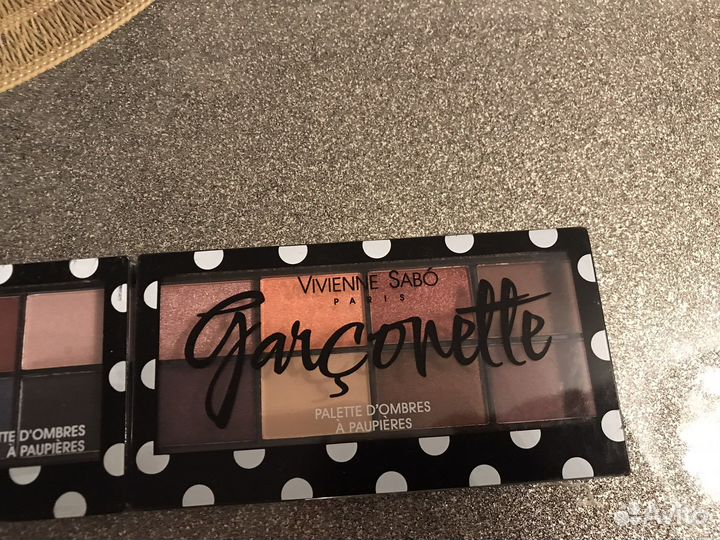 VIVIENNE SABÓ
PARIS
Garçonette
PALETTE D'OMBRES
À PAUPIÈRES
TTE D'OMBRES
À PAUPIÈRES
Avito